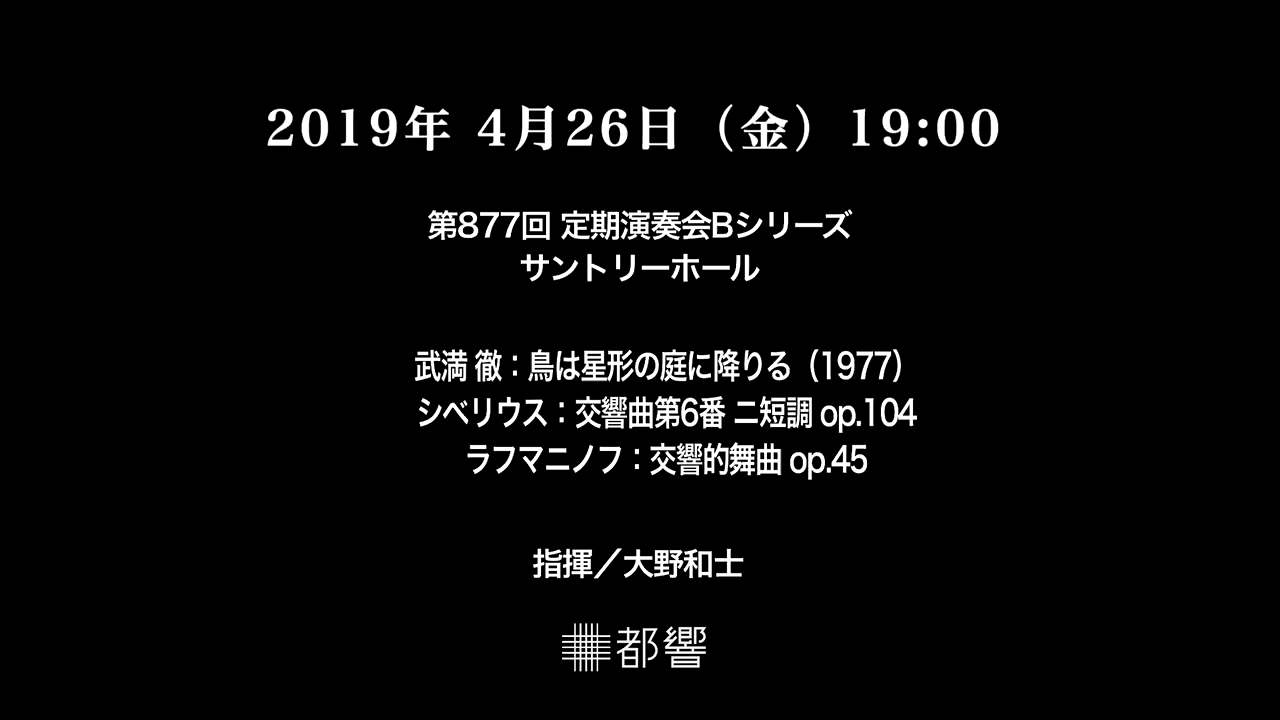 2019年 4月26日（金）19:00
第877回 定期演奏会Bシリーズ
サントリーホール
武満 徹：鳥は星形の庭に降りる（1977）
シベリウス：交響曲第6番 ニ短調 op.104
ラフマニノフ：交響的舞曲 op.45
指揮／大野和士
都響